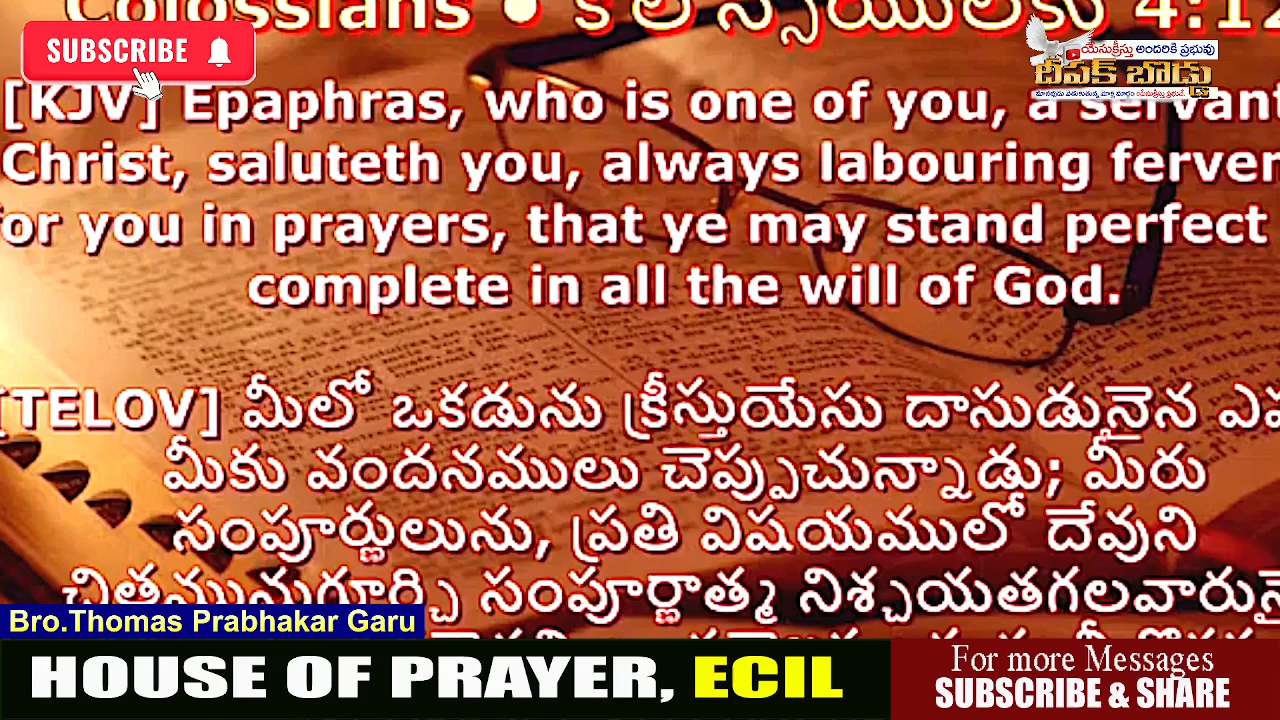 Colossians • కొలొస్సయులకు 4:12
SUBSCRIBE
యేసుక్రీస్తు అందరికి ప్రభువు
దీపక్ బొడ్డు
[KJV] Epaphras, who is one of you, a servant
Christ, saluteth you, always labouring ferven
for you in prayers, that ye may stand perfect
complete in all the will of God.
[TELOV] మీలో ఒకడును క్రీస్తుయేసు దాసుడునైన ఎప
మీకు వందనములు చెప్పుచున్నాడు; మీరు
సంపూర్ణులును, ప్రతి విషయములో దేవుని
చిత్తమునుగూర్చి సంపూర్ణాత్మ నిశ్చయతగలవారునై
Bro.Thomas Prabhakar Garu
HOUSE OF PRAYER, ECIL
For more Messages
SUBSCRIBE & SHARE